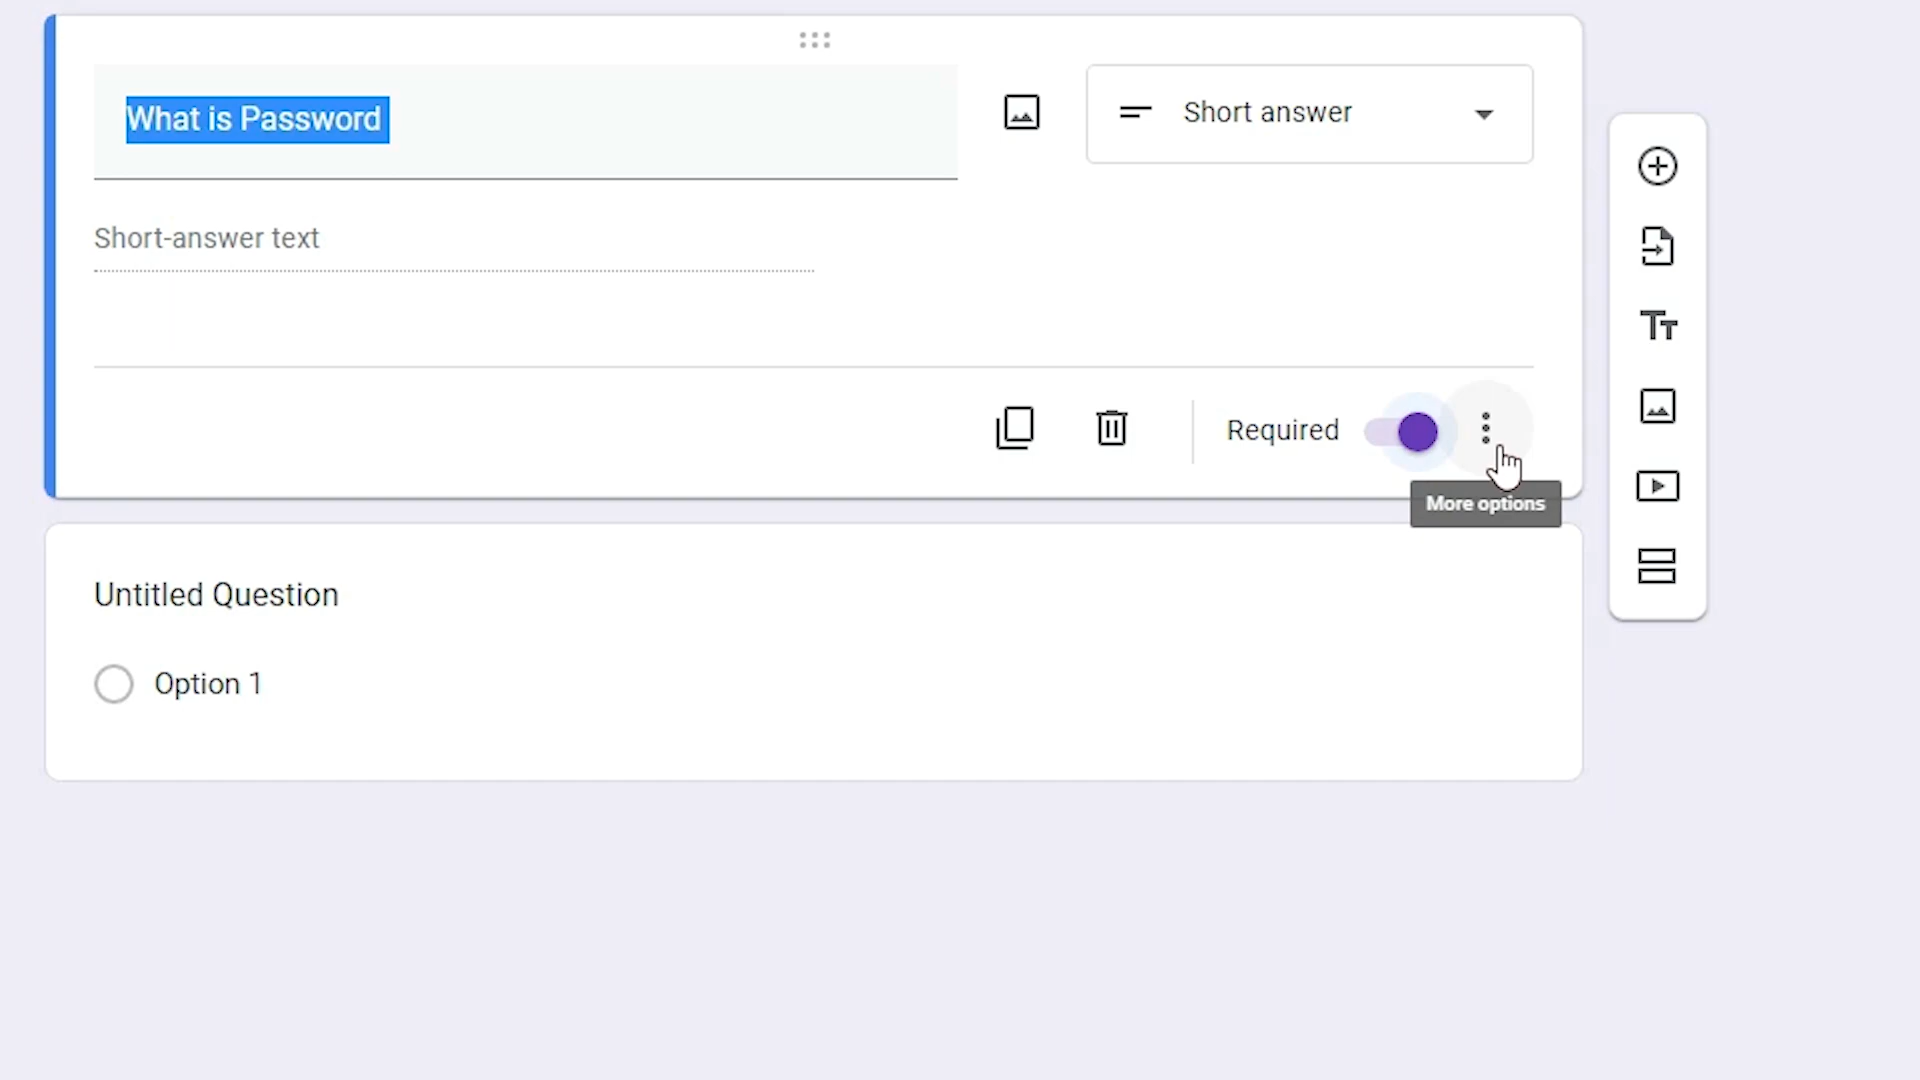 What is Password
Short answer
Short-answer text
Required
More options
Untitled Question
Option 1